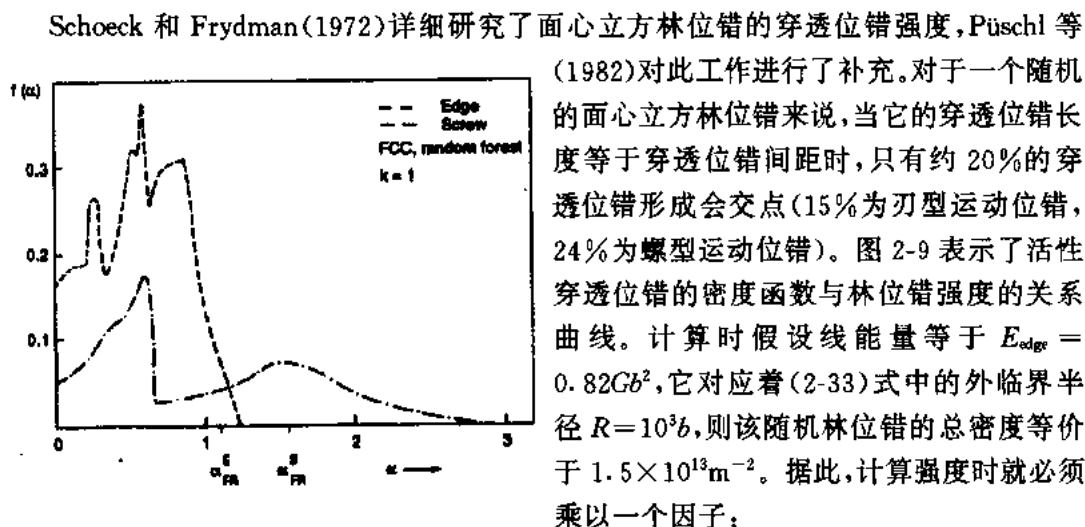 Schoeck 和 Frydman(1972)详细研究了面心立方林位错的穿透位错强度,Püschl 等
(1982)对此工作进行了补充。对于一个随机
的面心立方林位错来说,当它的穿透位错长
度等于穿透位错间距时,只有约 20%的穿
透位错形成会交点(15%为刃型运动位错,
24%为螺型运动位错)。图 2-9 表示了活性
穿透位错的密度函数与林位错强度的关系
曲线。计算时假设线能量等于 E_edge =
0.82Gb²,它对应着(2-33)式中的外临界半
径 R=10³b,则该随机林位错的总密度等价
于 1.5×10¹³m⁻²。据此,计算强度时就必须
乘以一个因子:
f (α)
Edge
Screw
FCC, random forest
k = 1
0.3
0.2
0.1
0
1
2
3
α^E_FR
α^S_FR
α